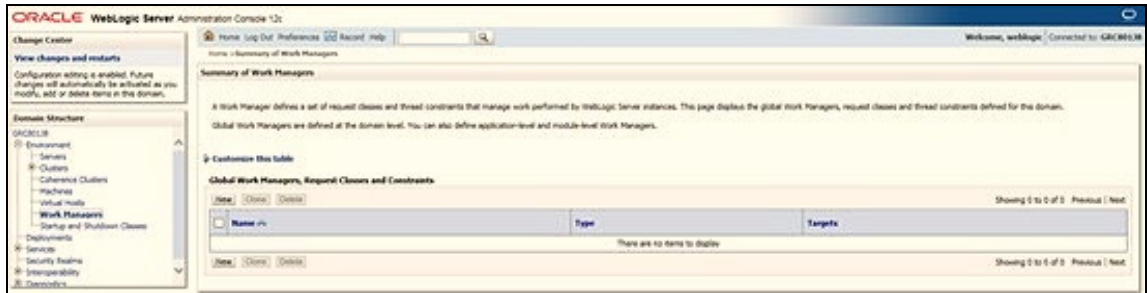 ORACLE WebLogic Server Administration Console 12c
Change Center
View changes and restarts
Configuration editing is enabled. Future
changes will automatically be activated as you
modify, add or delete items in this domain.
Domain Structure
GRC80138
Environment
Servers
Clusters
Coherence Clusters
Machines
Virtual Hosts
Work Managers
Startup and Shutdown Classes
Deployments
Services
Security Realms
Interoperability
Diagnostics
Home Log Out Preferences Record Help
Welcome, weblogic Connected to: GRC80138
Home >Summary of Work Managers
Summary of Work Managers
A Work Manager defines a set of request classes and thread constraints that manage work performed by WebLogic Server instances. This page displays the global Work Managers, request classes and thread constraints defined for this domain.
Global Work Managers are defined at the domain level. You can also define application-level and module-level Work Managers.
Customize this table
Global Work Managers, Request Classes and Constraints
New Clone Delete Showing 0 to 0 of 0 Previous | Next
Name Type Targets
There are no items to display
New Clone Delete Showing 0 to 0 of 0 Previous | Next